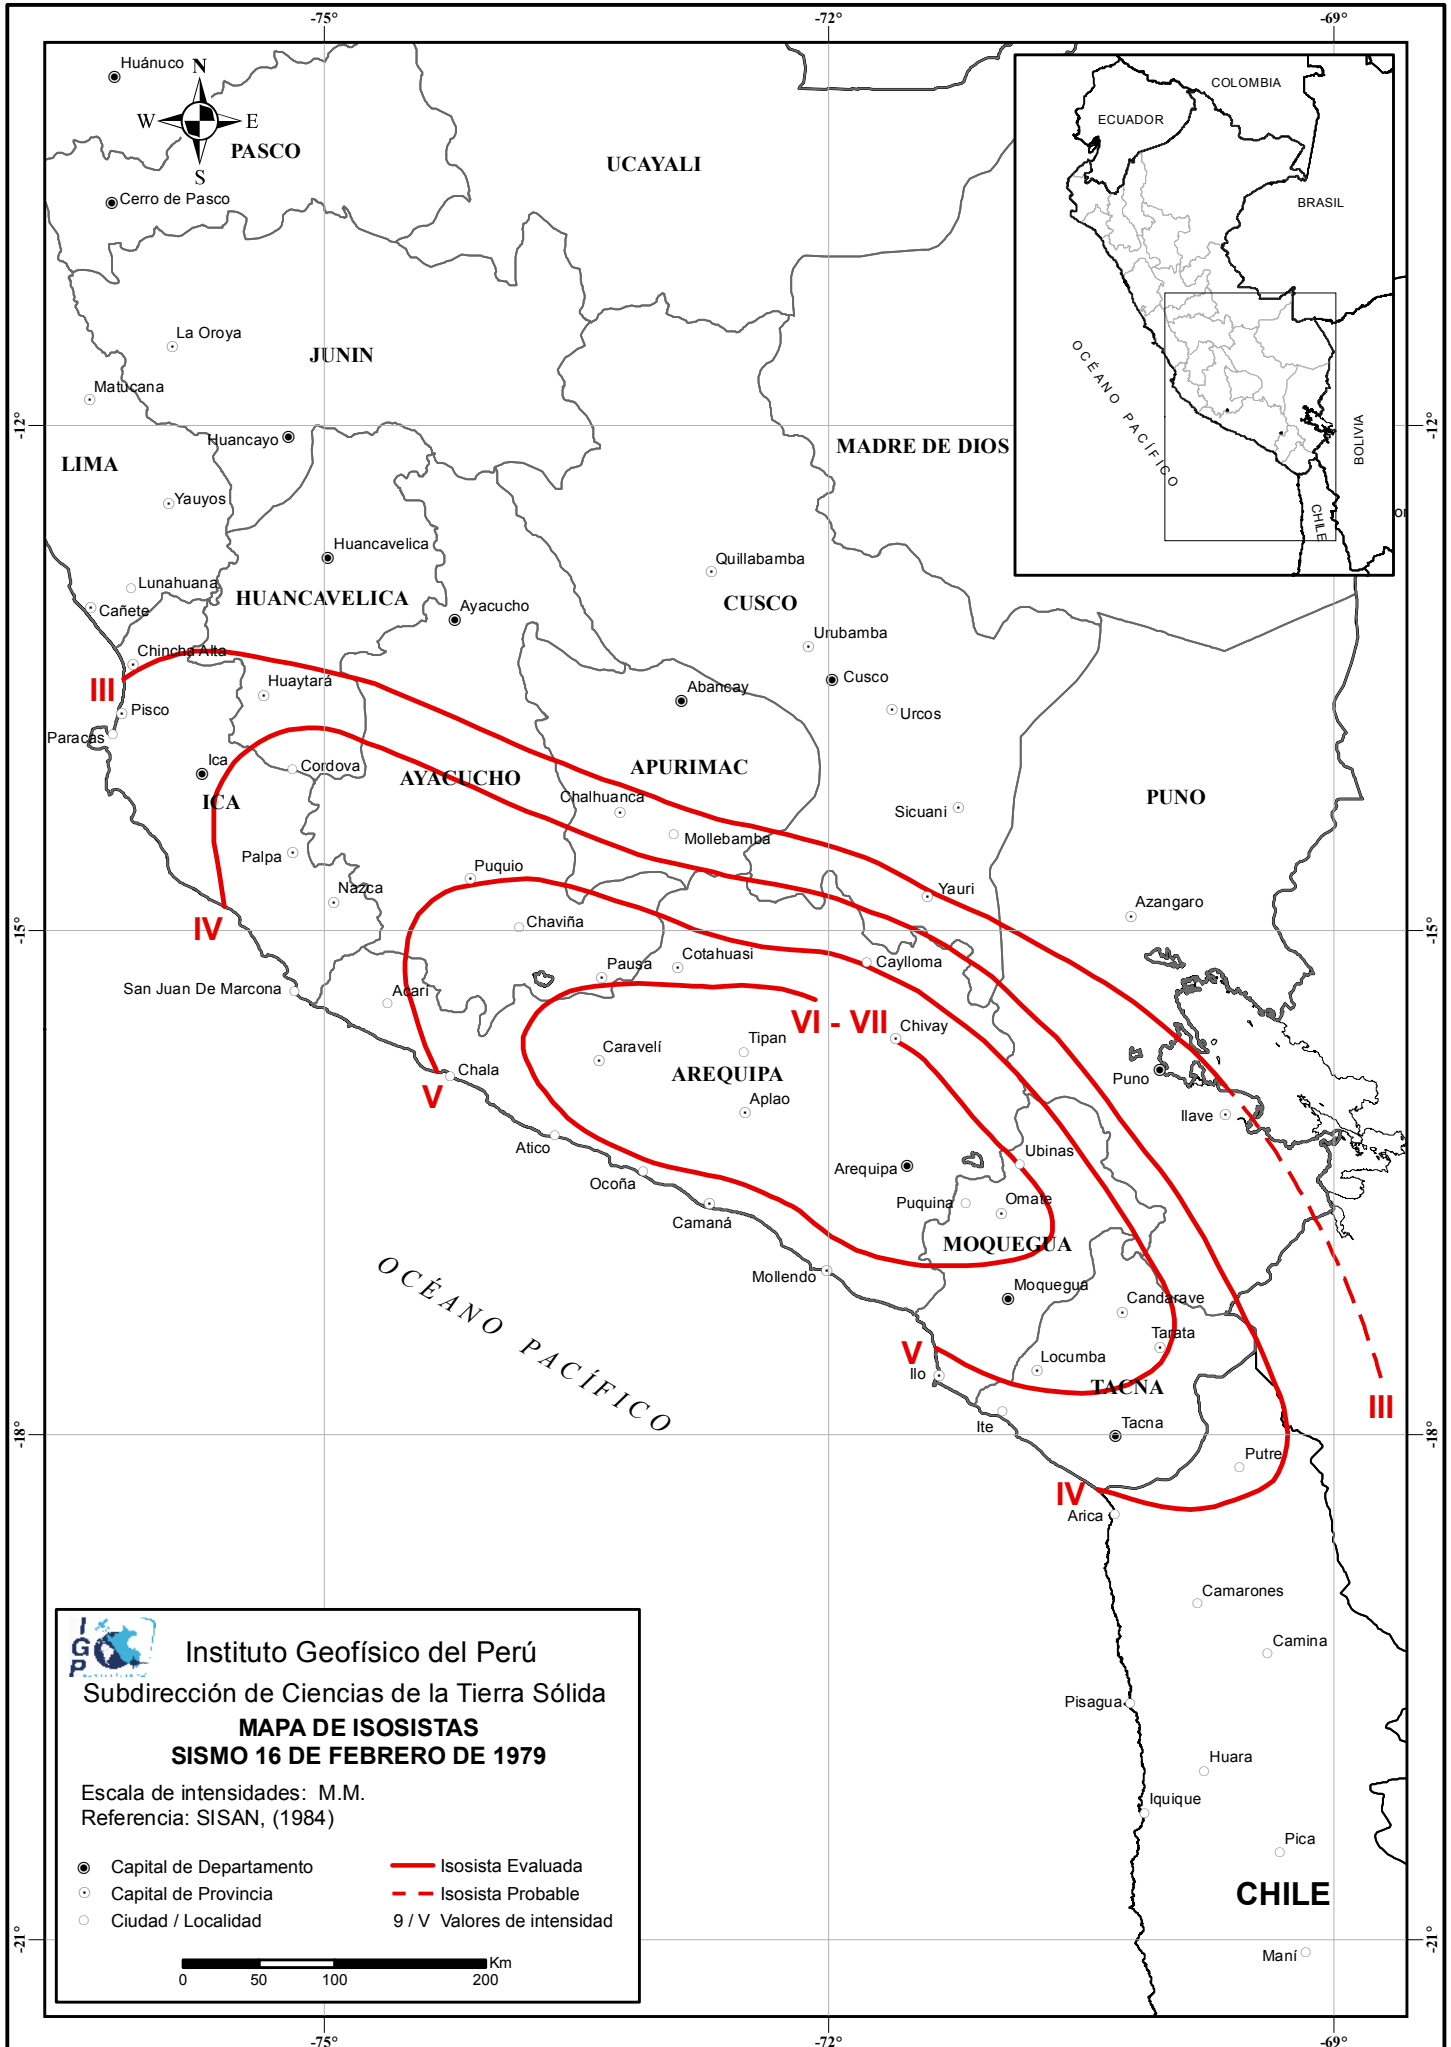 -75°
-72°
-69°
Huánuco
N
W
E
S
PASCO
UCAYALI
Cerro de Pasco
COLOMBIA
ECUADOR
BRASIL
OCÉANO PACÍFICO
BOLIVIA
CHILE
La Oroya
JUNIN
Matucana
-12°
-12°
Huancayo
MADRE DE DIOS
LIMA
Yauyos
Huancavelica
Quillabamba
Lunahuana
HUANCAVELICA
CUSCO
Cañete
Ayacucho
Urubamba
Chincha Alta
Cusco
III
Huaytará
Abancay
Pisco
Urcos
Paracas
Ica
Cordova
AYACUCHO
APURIMAC
PUNO
ICA
Chalhuanca
Sicuani
Mollebamba
Palpa
Puquio
Nazca
Yauri
Azangaro
IV
Chaviña
-15°
-15°
Cotahuasi
Caylloma
Pausa
San Juan De Marcona
Acari
VI - VII
Chivay
Tipan
Caravelí
AREQUIPA
Puno
Chala
V
Aplao
Ilave
Atico
Ubinas
Arequipa
Ocoña
Puquina
Omate
Camaná
MOQUEGUA
OCÉANO PACÍFICO
Mollendo
Moquegua
Candarave
Tarata
V
Locumba
Ilo
TACNA
III
Ite
Tacna
-18°
-18°
Putre
IV
Arica
Camarones
Camina
Pisagua
Huara
Iquique
Pica
CHILE
-21°
-21°
Maní
IGP
Instituto Geofísico del Perú
Subdirección de Ciencias de la Tierra Sólida
MAPA DE ISOSISTAS
SISMO 16 DE FEBRERO DE 1979
Escala de intensidades: M.M.
Referencia: SISAN, (1984)
Capital de Departamento
Isosista Evaluada
Capital de Provincia
Isosista Probable
Ciudad / Localidad
9 / V Valores de intensidad
Km
0 50 100 200
-75°
-72°
-69°